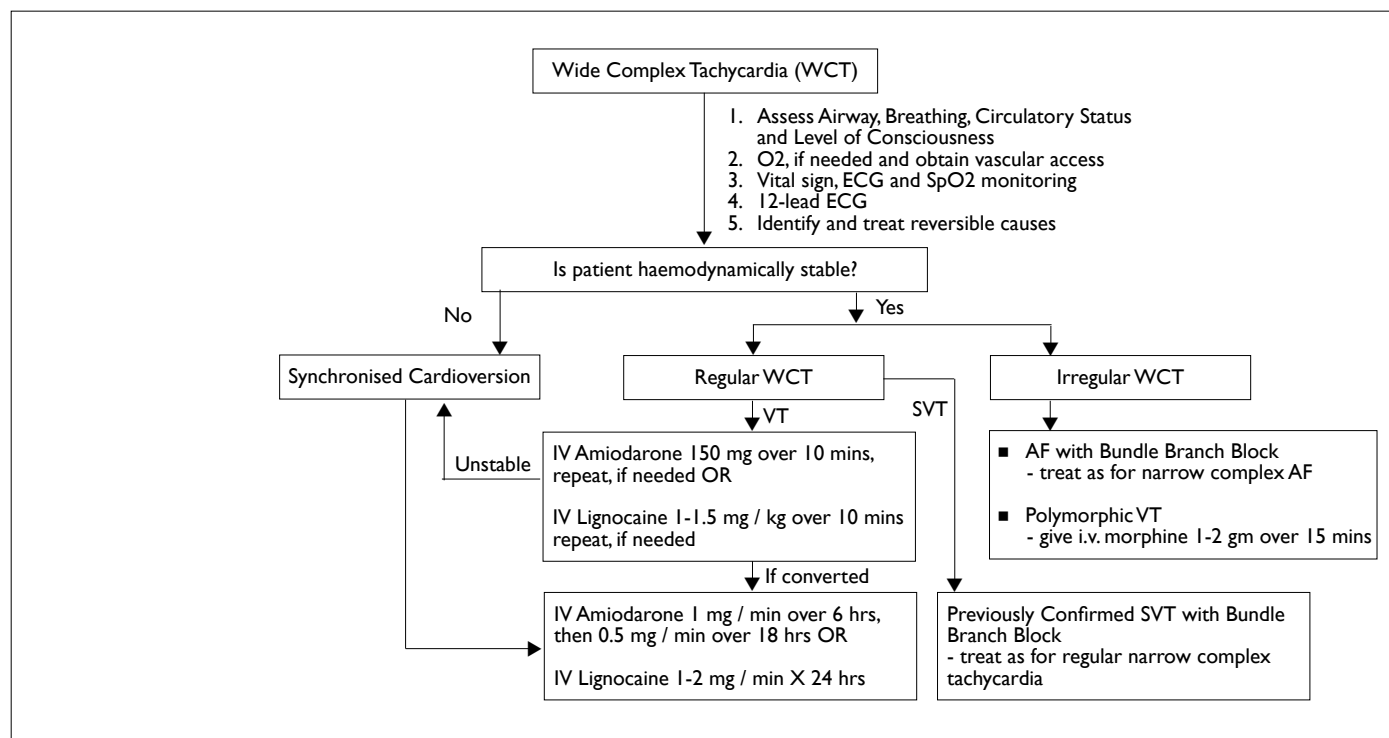 Wide Complex Tachycardia (WCT)
1. Assess Airway, Breathing, Circulatory Status
and Level of Consciousness
2. O2, if needed and obtain vascular access
3. Vital sign, ECG and SpO2 monitoring
4. 12-lead ECG
5. Identify and treat reversible causes
Is patient haemodynamically stable?
No
Yes
Synchronised Cardioversion
Regular WCT
Irregular WCT
VT
SVT
Unstable
IV Amiodarone 150 mg over 10 mins,
repeat, if needed OR
IV Lignocaine 1-1.5 mg / kg over 10 mins
repeat, if needed
■ AF with Bundle Branch Block
- treat as for narrow complex AF
■ Polymorphic VT
- give i.v. morphine 1-2 gm over 15 mins
If converted
IV Amiodarone 1 mg / min over 6 hrs,
then 0.5 mg / min over 18 hrs OR
IV Lignocaine 1-2 mg / min X 24 hrs
Previously Confirmed SVT with Bundle
Branch Block
- treat as for regular narrow complex
tachycardia